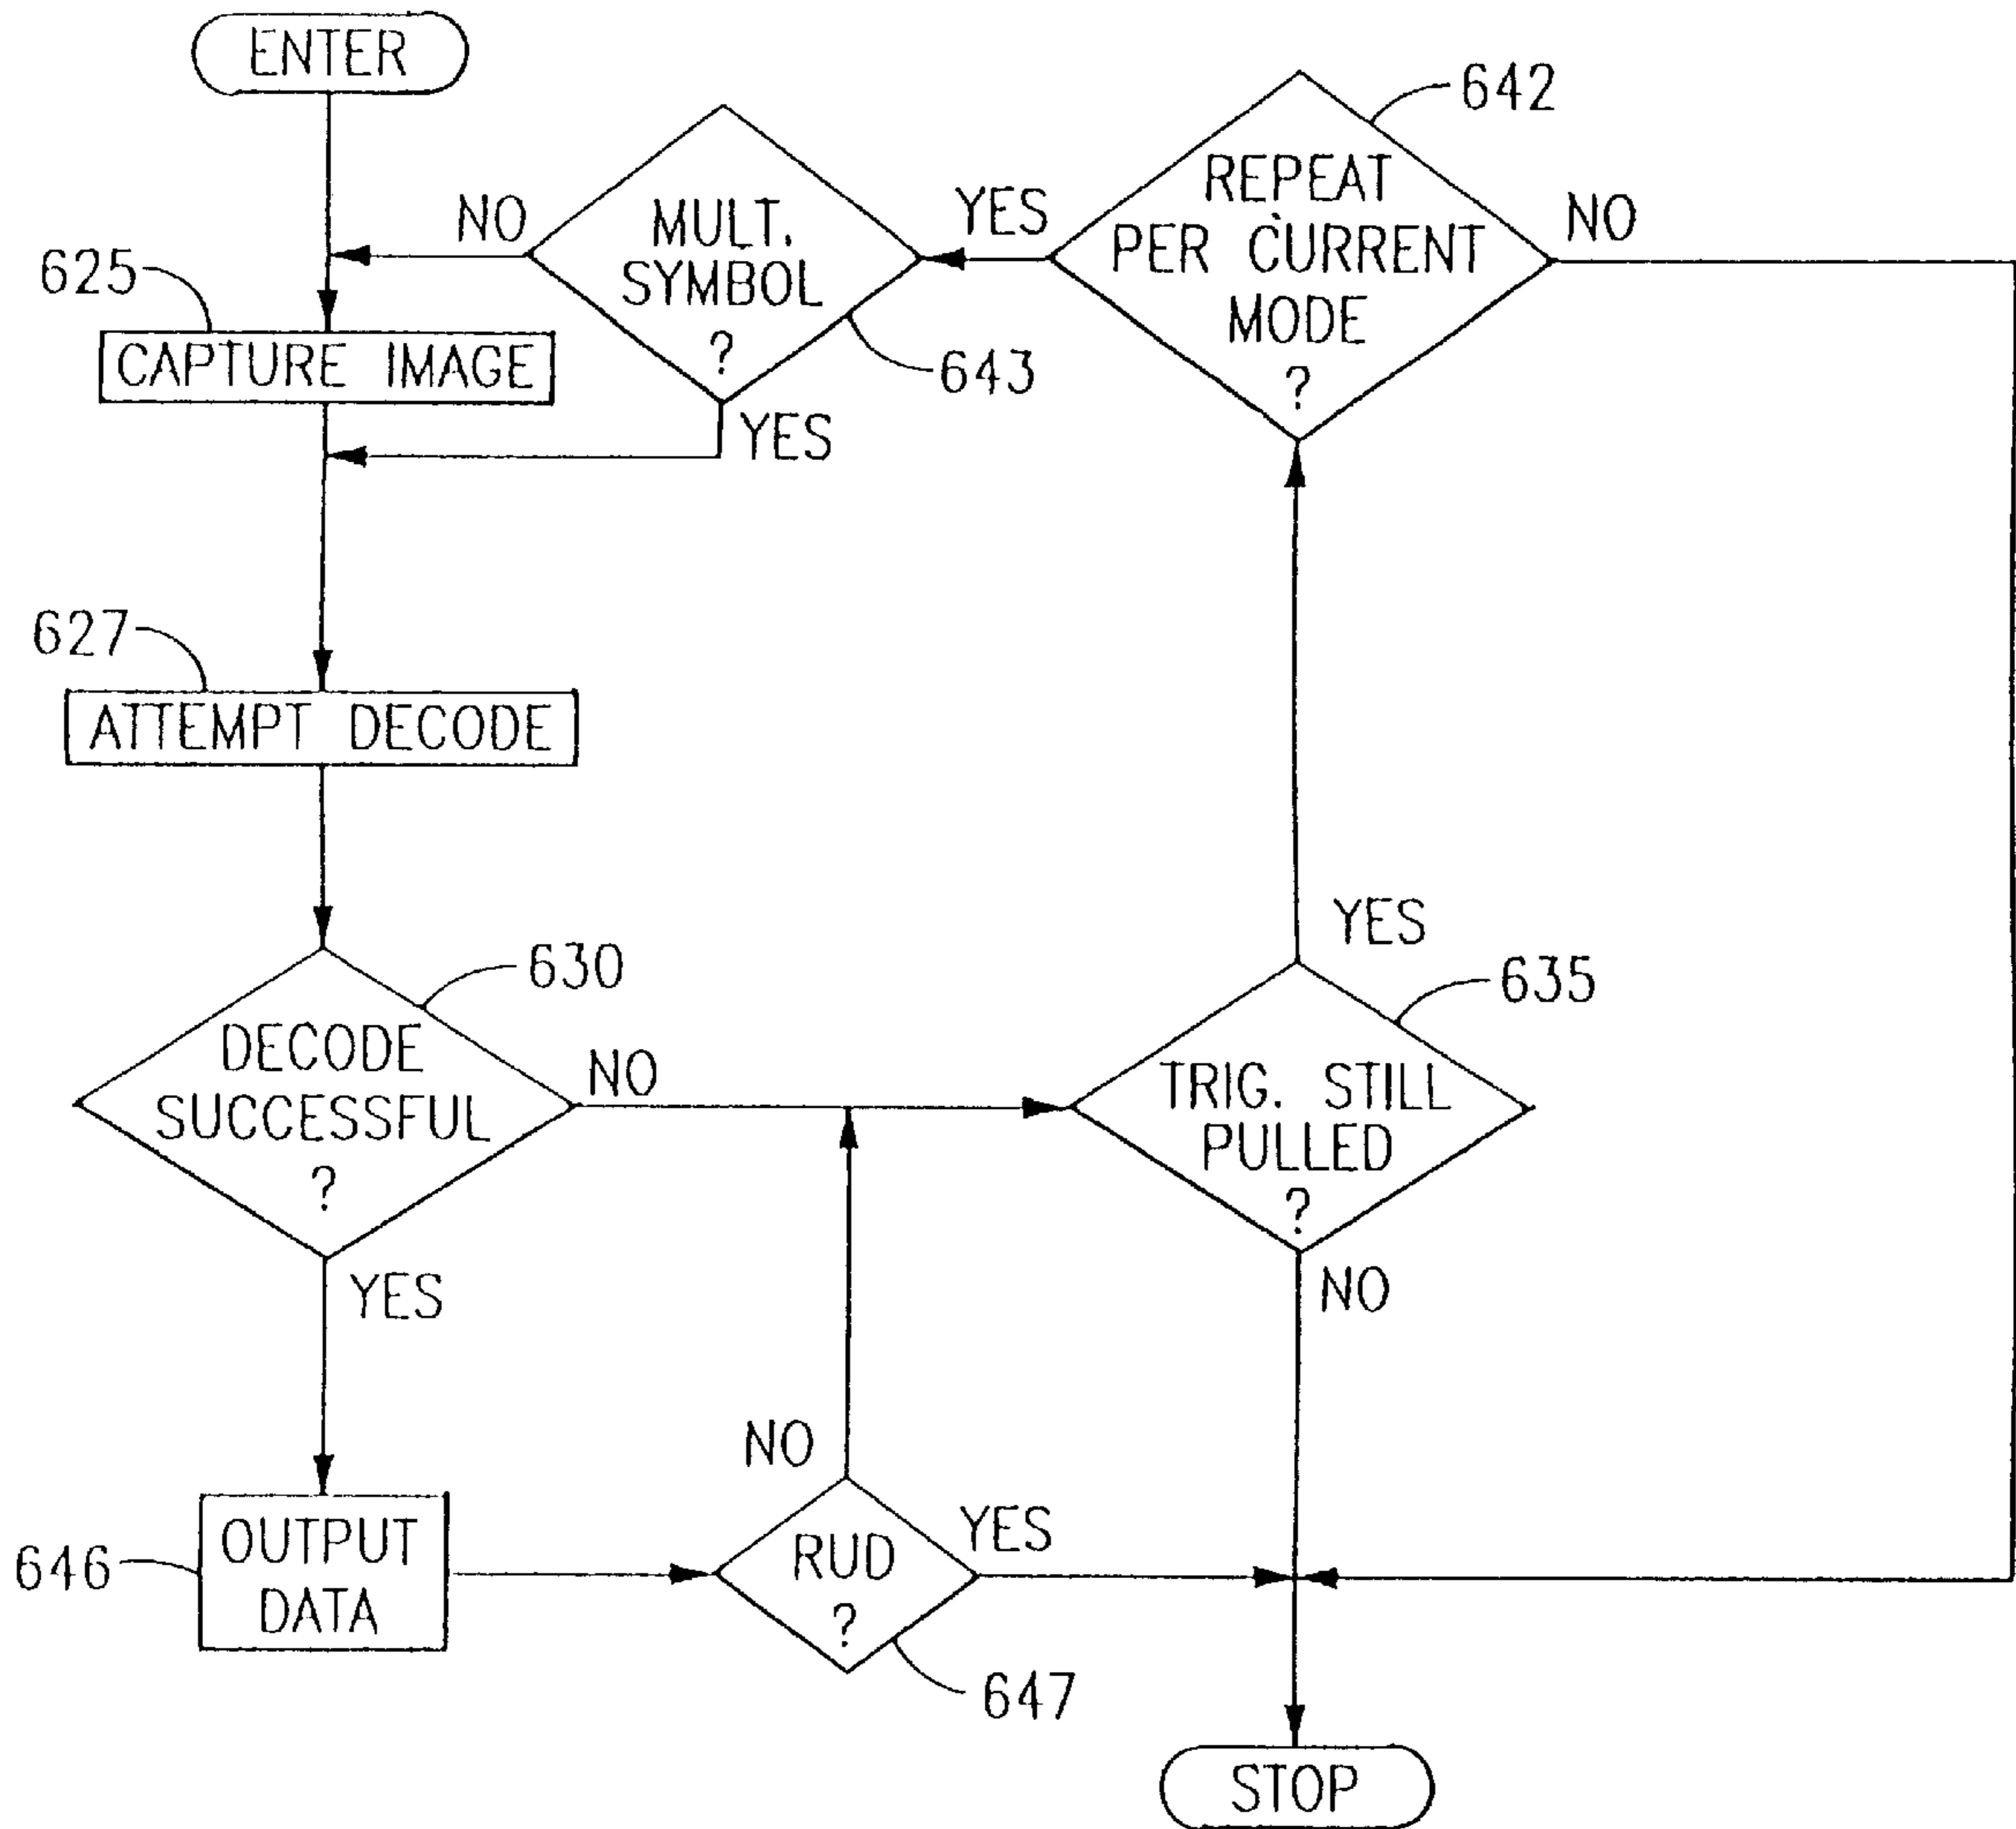 ENTER
642
REPEAT
PER CURRENT
MODE
?
YES
NO
MULT.
SYMBOL
?
NO
643
YES
625
CAPTURE IMAGE
627
ATTEMPT DECODE
630
DECODE
SUCCESSFUL
?
NO
YES
635
YES
TRIG. STILL
PULLED
?
NO
646
OUTPUT
DATA
NO
RUD
?
YES
647
STOP